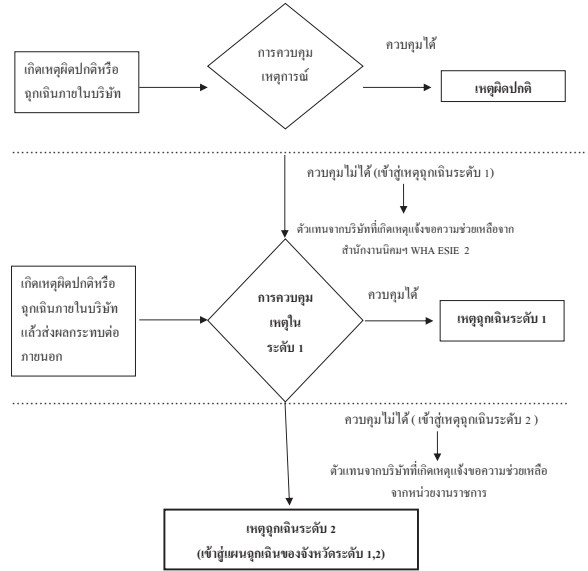 เกิดเหตุผิดปกติหรือ
ฉุกเฉินภายในบริษัท
การควบคุม
เหตุการณ์
ควบคุมได้
เหตุผิดปกติ
ควบคุมไม่ได้ (เข้าสู่เหตุฉุกเฉินระดับ 1)
ตัวแทนจากบริษัทที่เกิดเหตุแจ้งขอความช่วยเหลือจาก
สำนักงานนิคมฯ WHA ESIE 2
เกิดเหตุผิดปกติหรือ
ฉุกเฉินภายในบริษัท
แล้วส่งผลกระทบต่อ
ภายนอก
การควบคุม
เหตุใน
ระดับ 1
ควบคุมได้
เหตุฉุกเฉินระดับ 1
ควบคุมไม่ได้ ( เข้าสู่เหตุฉุกเฉินระดับ 2 )
ตัวแทนจากบริษัทที่เกิดเหตุแจ้งขอความช่วยเหลือ
จากหน่วยงานราชการ
เหตุฉุกเฉินระดับ 2
(เข้าสู่แผนฉุกเฉินของจังหวัดระดับ 1,2)